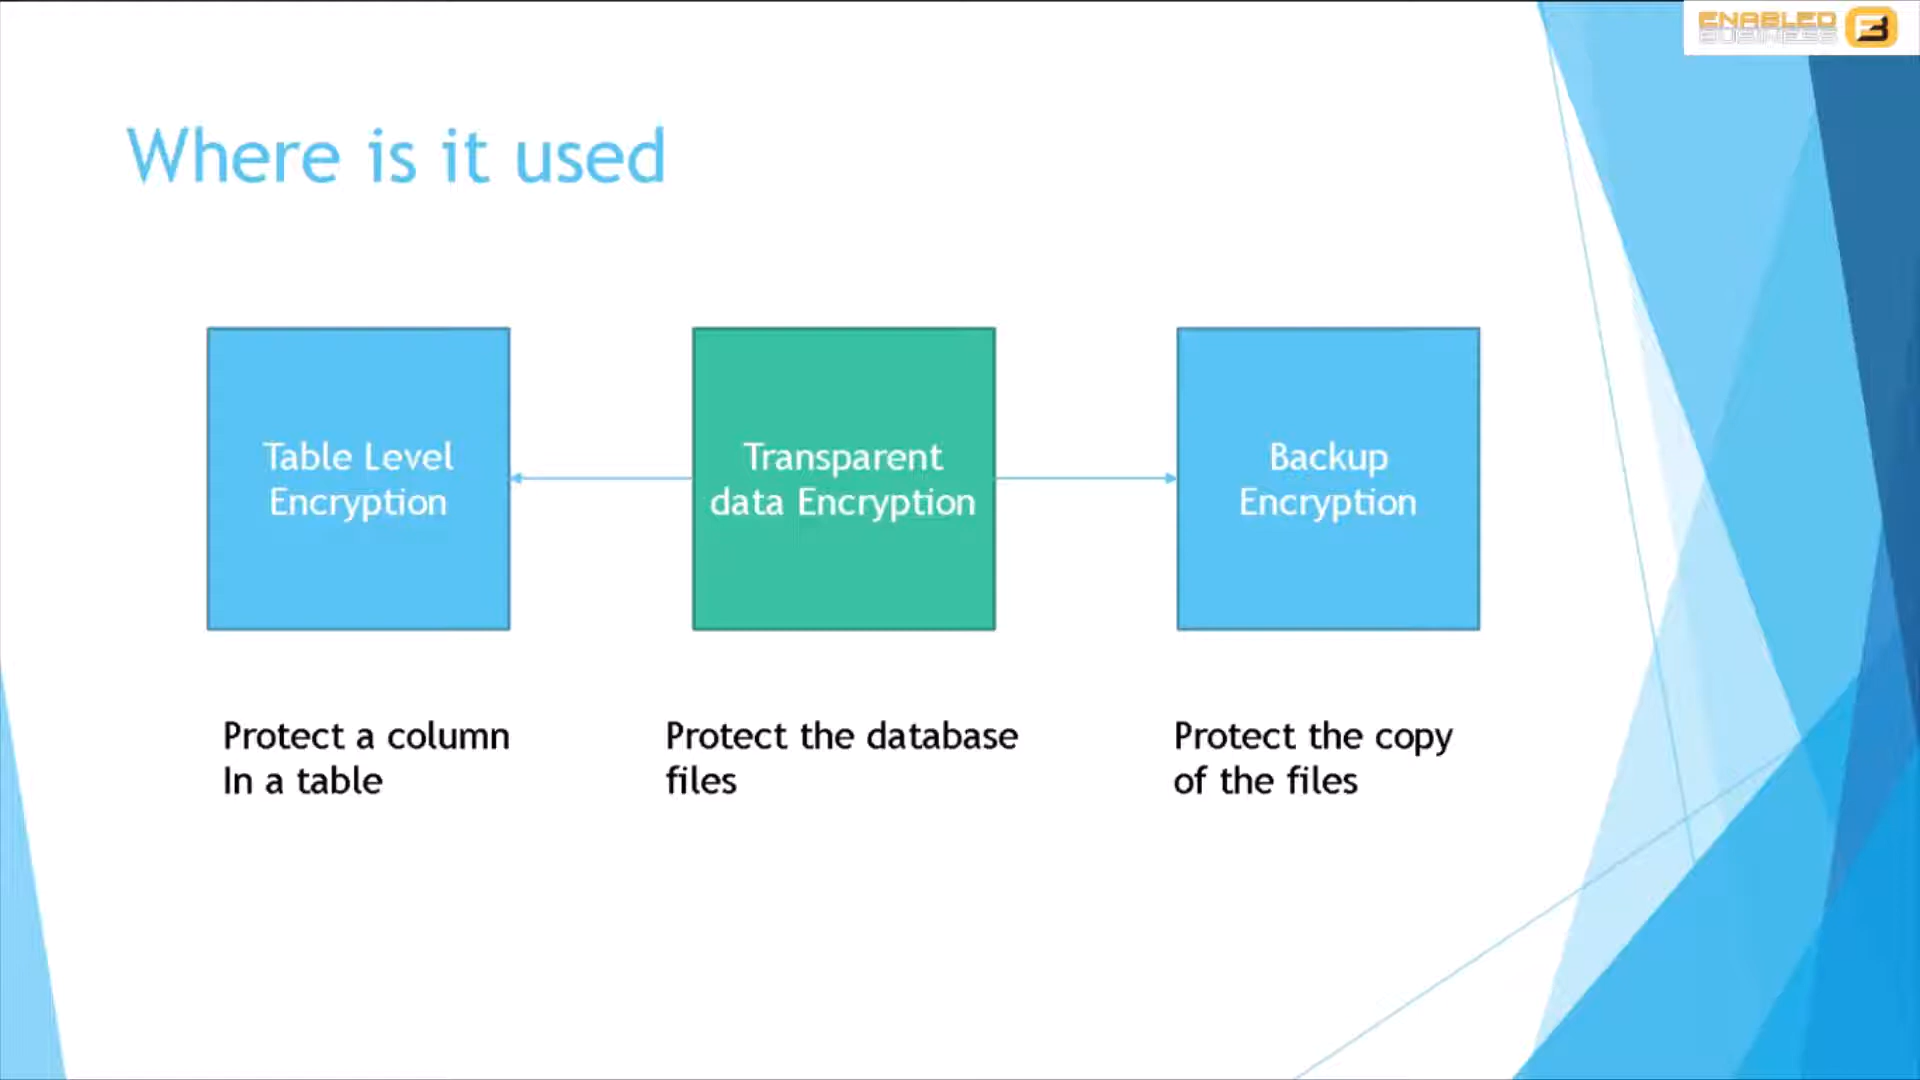 ENABLED
BUSINESS
Where is it used
Table Level
Encryption
Transparent
data Encryption
Backup
Encryption
Protect a column
In a table
Protect the database
files
Protect the copy
of the files